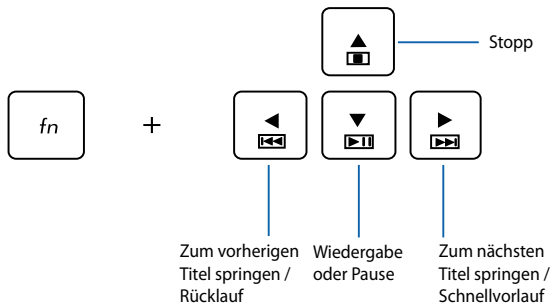 Stopp
fn +
Zum vorherigen
Titel springen /
Rücklauf
Wiedergabe
oder Pause
Zum nächsten
Titel springen /
Schnellvorlauf